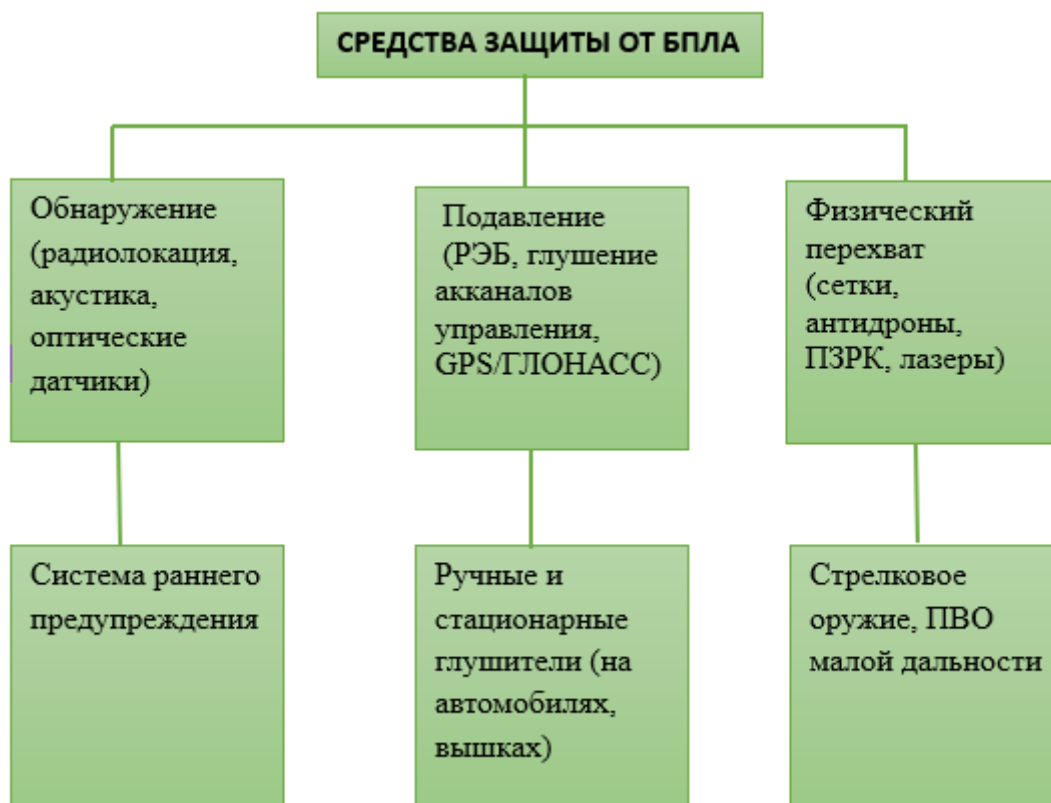 СРЕДСТВА ЗАЩИТЫ ОТ БПЛА
Обнаружение
(радиолокация,
акустика,
оптические
датчики)
Подавление
(РЭБ, глушение
акканалов
управления,
GPS/ГЛОНАСС)
Физический
перехват
(сетки,
антидроны,
ПЗРК, лазеры)
Система раннего
предупреждения
Ручные и
стационарные
глушители (на
автомобилях,
вышках)
Стрелковое
оружие, ПВО
малой дальности